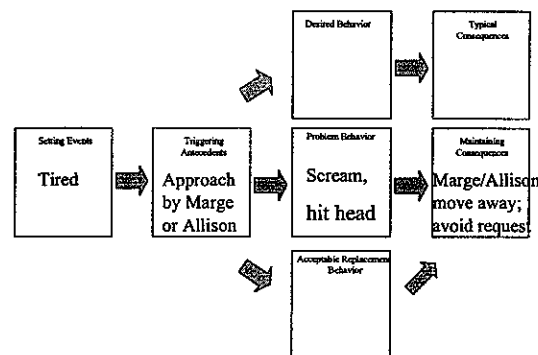 Desired Behavior
Typical
Consequences
Setting Events
Tired
Triggering
Antecedents
Approach
by Marge
or Allison
Problem Behavior
Scream,
hit head
Maintaining
Consequences
Marge/Allison
move away;
avoid request
Acceptable Replacement
Behavior